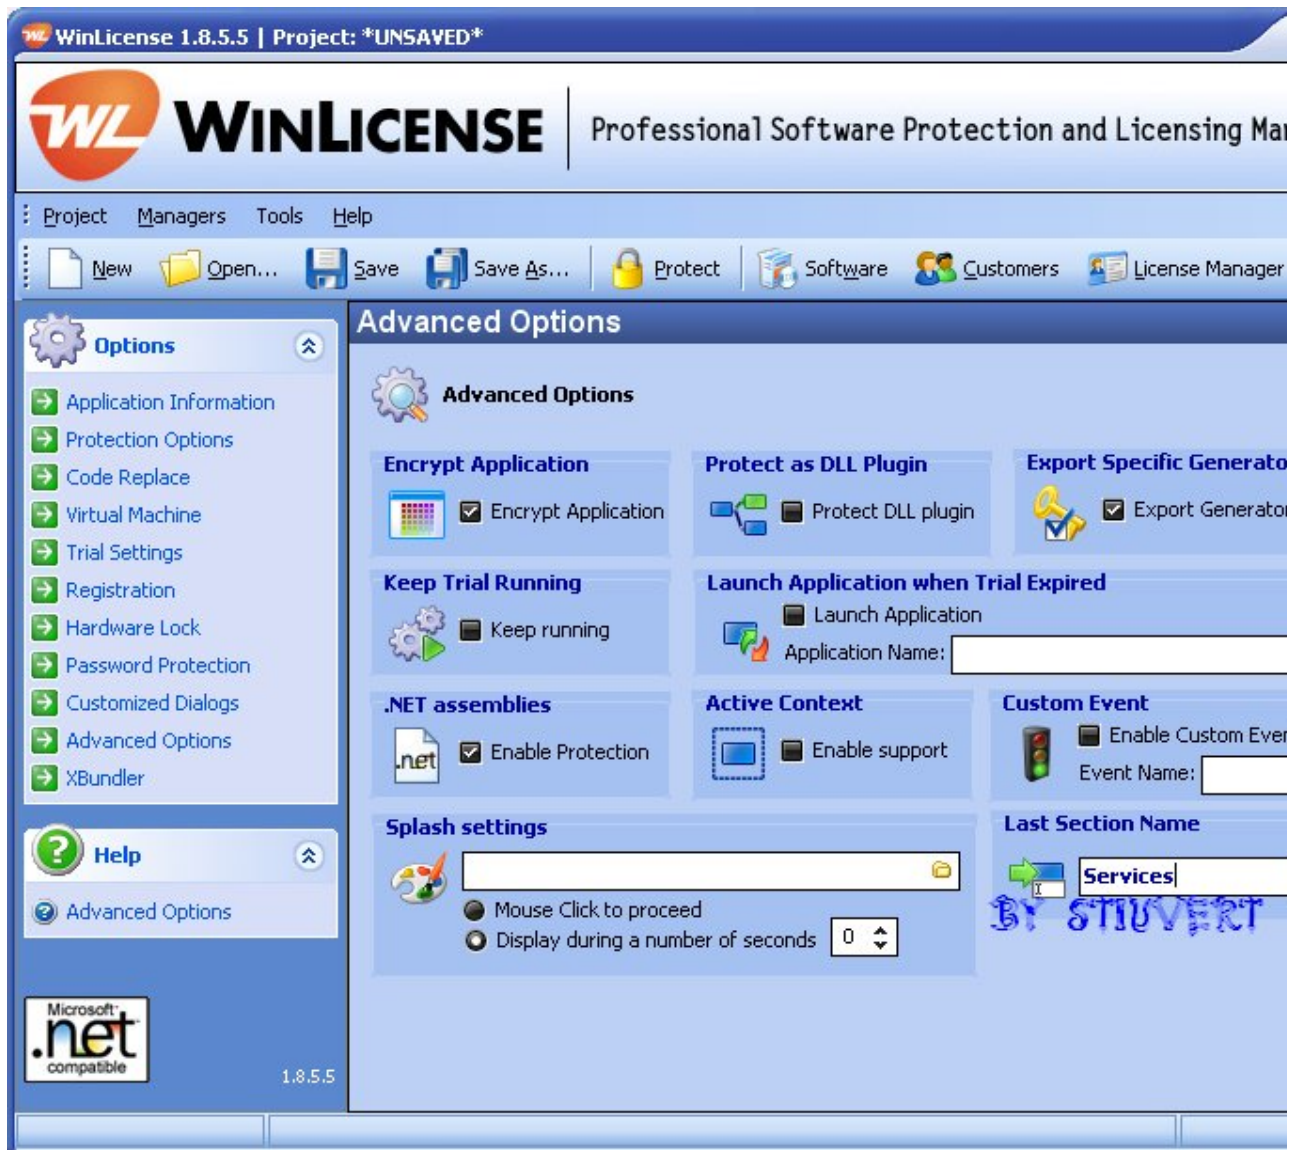 WinLicense 1.8.5.5 | Project: *UNSAVED*
WL WINLICENSE Professional Software Protection and Licensing
Project Managers Tools Help
New Open... Save Save As... Protect Software Customers License Manager
Options
Application Information
Protection Options
Code Replace
Virtual Machine
Trial Settings
Registration
Hardware Lock
Password Protection
Customized Dialogs
Advanced Options
XBundler
Help
Advanced Options
Microsoft
.net
compatible
1.8.5.5
Advanced Options
Advanced Options
Encrypt Application
Encrypt Application
Protect as DLL Plugin
Protect DLL plugin
Export Specific Generato
Export Generator
Keep Trial Running
Keep running
Launch Application when Trial Expired
Launch Application
Application Name:
.NET assemblies
.net
Enable Protection
Active Context
Enable support
Custom Event
Enable Custom Even
Event Name:
Splash settings
Mouse Click to proceed
Display during a number of seconds 0
Last Section Name
Services
BY STIUVERT